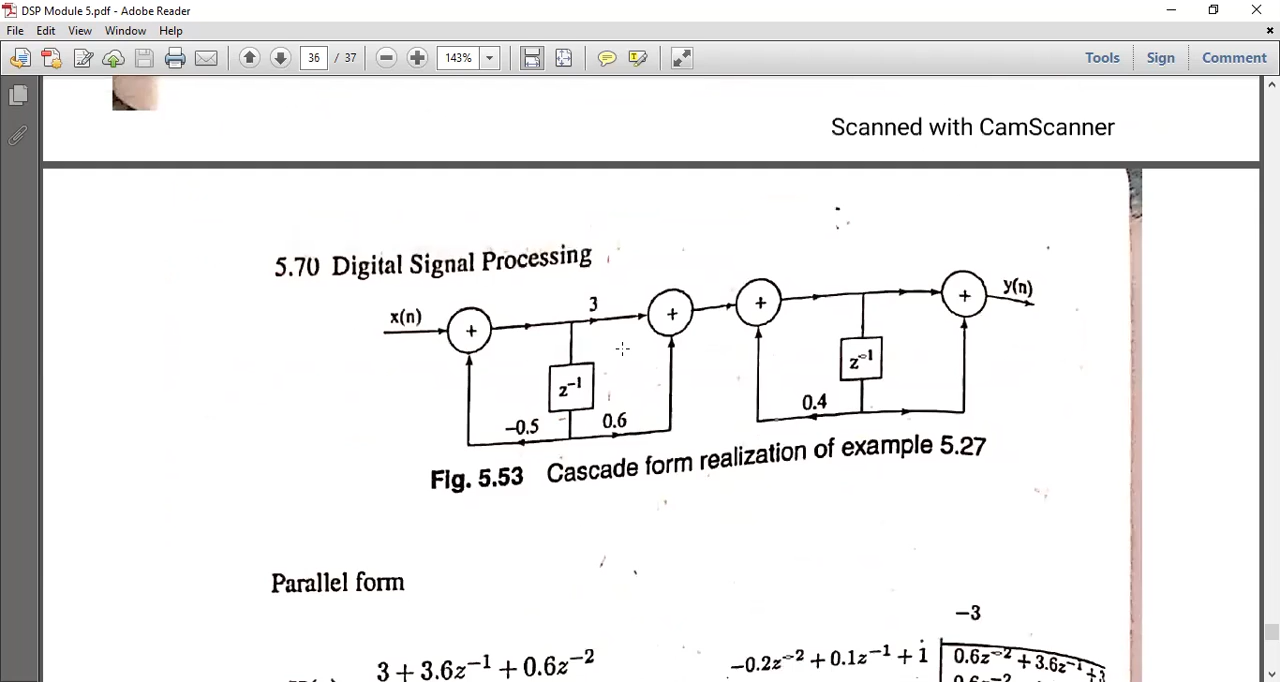 DSP Module 5.pdf - Adobe Reader
File Edit View Window Help
36 / 37 143% Tools Sign Comment
Scanned with CamScanner
5.70 Digital Signal Processing
x(n) + 3 + + + y(n)
z⁻¹ z⁻¹
-0.5 0.6 0.4
Fig. 5.53 Cascade form realization of example 5.27
Parallel form
-3
3 + 3.6z⁻¹ + 0.6z⁻²
-0.2z⁻² + 0.1z⁻¹ + 1 0.6z⁻² + 3.6z⁻¹ + 3